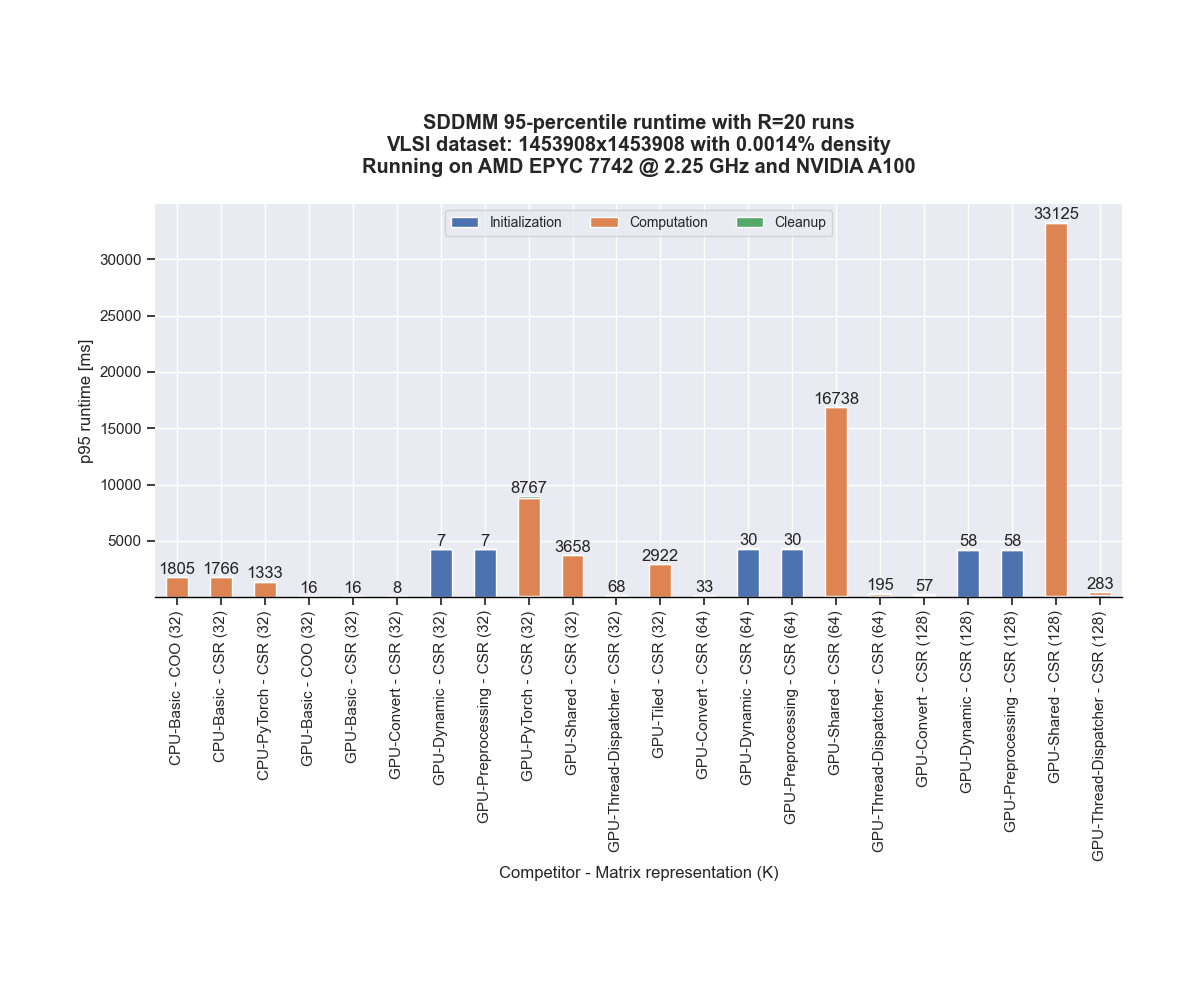 SDDMM 95-percentile runtime with R=20 runs
VLSI dataset: 1453908x1453908 with 0.0014% density
Running on AMD EPYC 7742 @ 2.25 GHz and NVIDIA A100
Initialization
Computation
Cleanup
p95 runtime [ms]
30000
25000
20000
15000
10000
5000
1805
1766
1333
16
16
8
7
7
8767
3658
68
2922
33
30
30
16738
195
57
58
58
33125
283
CPU-Basic - COO (32)
CPU-Basic - CSR (32)
CPU-PyTorch - CSR (32)
GPU-Basic - COO (32)
GPU-Basic - CSR (32)
GPU-Convert - CSR (32)
GPU-Dynamic - CSR (32)
GPU-Preprocessing - CSR (32)
GPU-PyTorch - CSR (32)
GPU-Shared - CSR (32)
GPU-Thread-Dispatcher - CSR (32)
GPU-Tiled - CSR (32)
GPU-Convert - CSR (64)
GPU-Dynamic - CSR (64)
GPU-Preprocessing - CSR (64)
GPU-Shared - CSR (64)
GPU-Thread-Dispatcher - CSR (64)
GPU-Convert - CSR (128)
GPU-Dynamic - CSR (128)
GPU-Preprocessing - CSR (128)
GPU-Shared - CSR (128)
GPU-Thread-Dispatcher - CSR (128)
Competitor - Matrix representation (K)